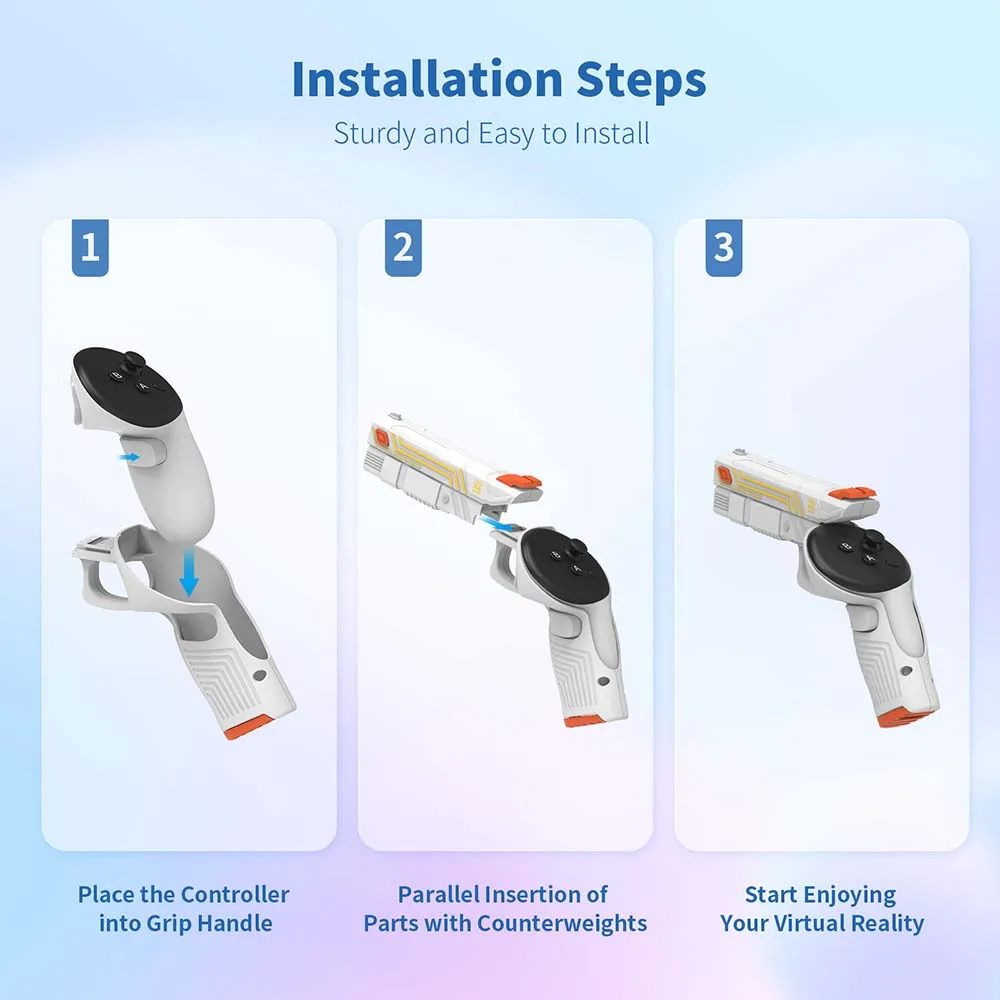 Installation Steps
Sturdy and Easy to Install
1
2
3
B
A
B
A
B
A
Place the Controller
into Grip Handle
Parallel Insertion of
Parts with Counterweights
Start Enjoying
Your Virtual Reality